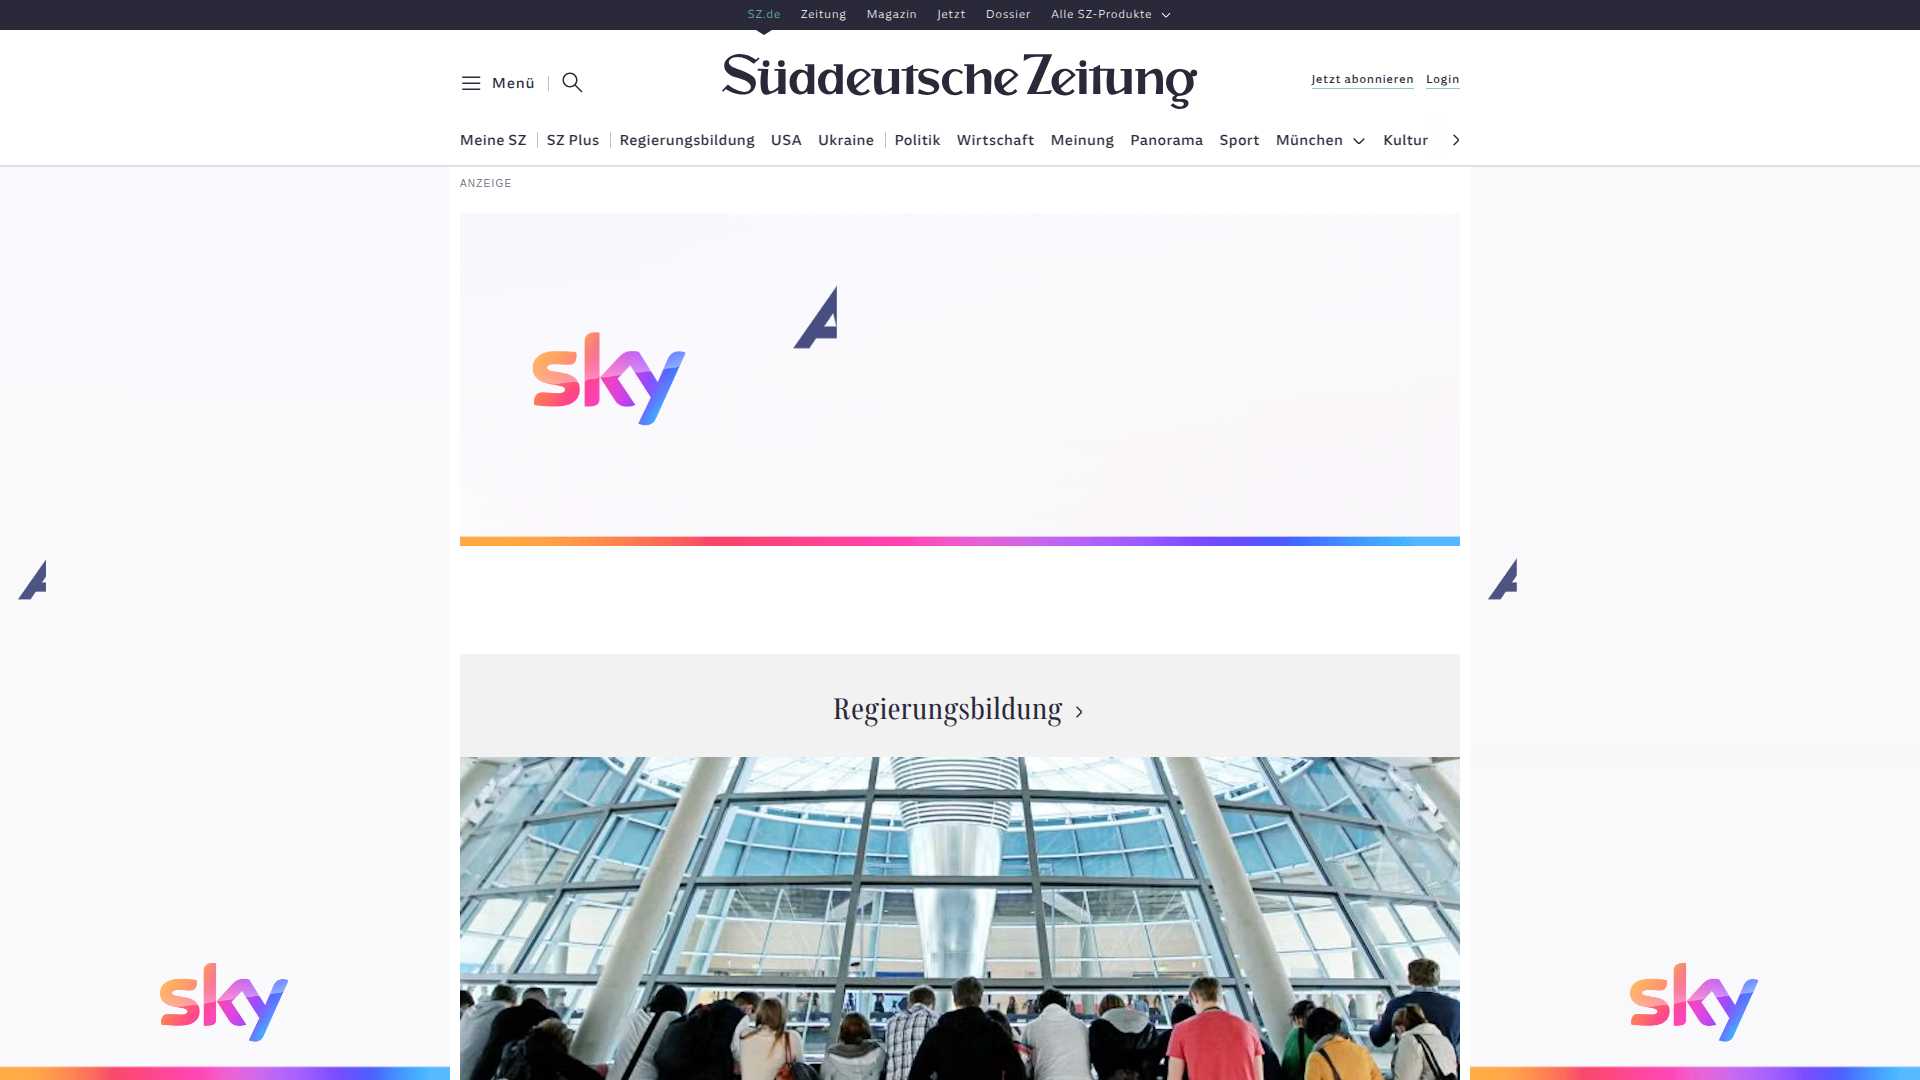 SZ.de Zeitung Magazin Jetzt Dossier Alle SZ-Produkte
Menü
Süddeutsche Zeitung
Jetzt abonnieren Login
Meine SZ SZ Plus Regierungsbildung USA Ukraine Politik Wirtschaft Meinung Panorama Sport München Kultur
ANZEIGE
sky
A
A
A
Regierungsbildung
sky
sky